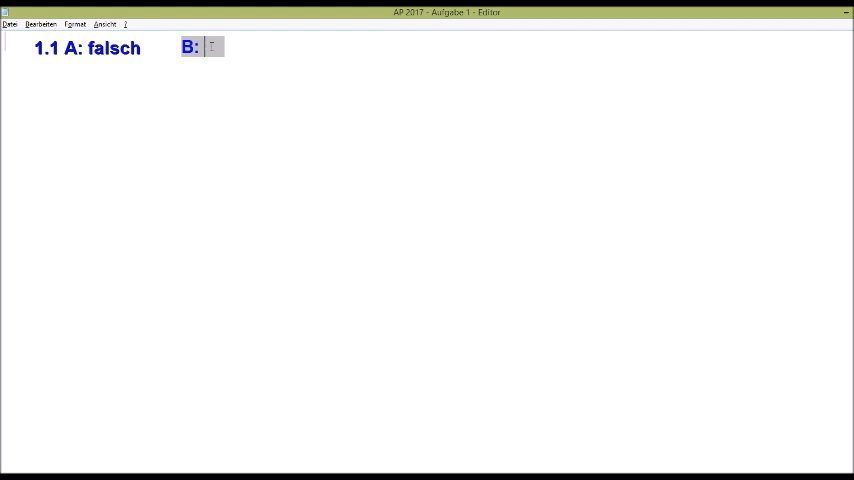 AP 2017 - Aufgabe 1 - Editor
Datei Bearbeiten Format Ansicht ?
1.1 A: falsch B: